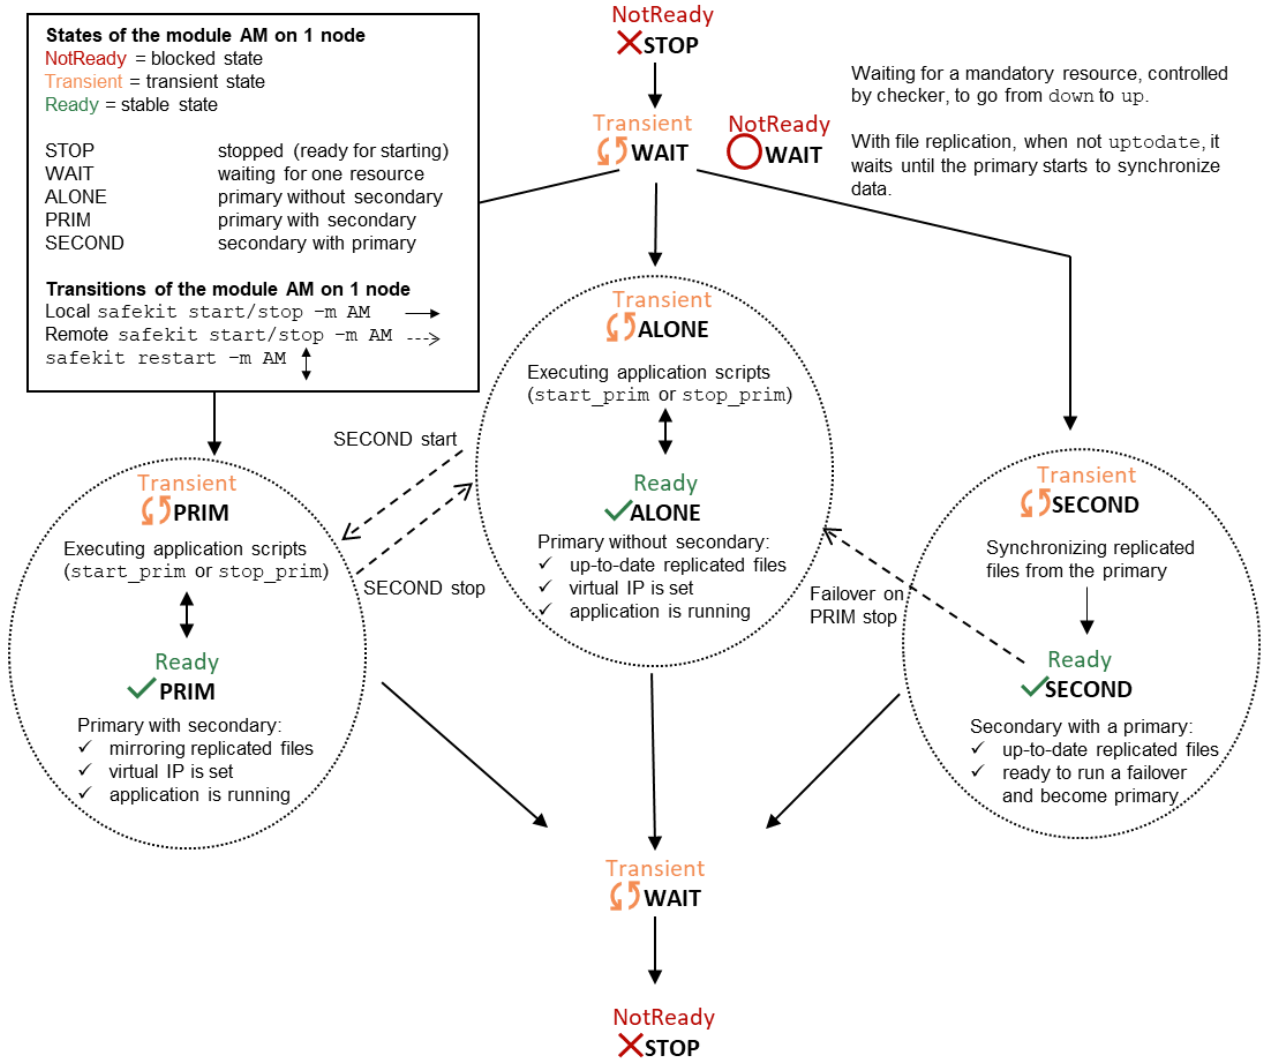 States of the module AM on 1 node
NotReady = blocked state
Transient = transient state
Ready = stable state
STOP stopped (ready for starting)
WAIT waiting for one resource
ALONE primary without secondary
PRIM primary with secondary
SECOND secondary with primary
Transitions of the module AM on 1 node
Local safekit start/stop –m AM
Remote safekit start/stop –m AM
safekit restart –m AM
NotReady
STOP
Transient
WAIT
NotReady
WAIT
Waiting for a mandatory resource, controlled
by checker, to go from down to up.
With file replication, when not uptodate, it
waits until the primary starts to synchronize
data.
Transient
ALONE
Executing application scripts
(start_prim or stop_prim)
Ready
ALONE
Primary without secondary:
✓ up-to-date replicated files
✓ virtual IP is set
✓ application is running
SECOND start
SECOND stop
Transient
PRIM
Executing application scripts
(start_prim or stop_prim)
Ready
PRIM
Primary with secondary:
✓ mirroring replicated files
✓ virtual IP is set
✓ application is running
Failover on
PRIM stop
Transient
SECOND
Synchronizing replicated
files from the primary
Ready
SECOND
Secondary with a primary:
✓ up-to-date replicated files
✓ ready to run a failover
and become primary
Transient
WAIT
NotReady
STOP